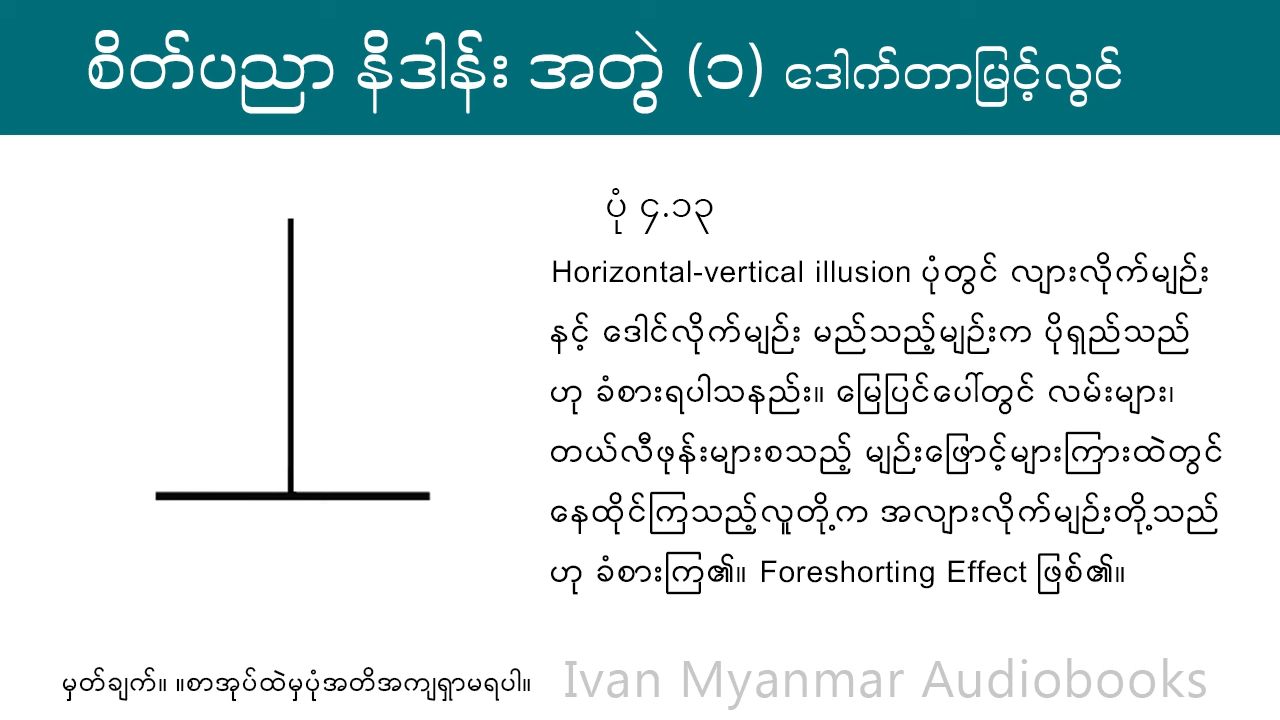 စိတ်ပညာ နိဒါန်း အတွဲ (၁) ဒေါက်တာမြင့်လွင်
ပုံ ၄.၁၃
Horizontal-vertical illusion ပုံတွင် လျားလိုက်မျဉ်း
နှင့် ဒေါင်လိုက်မျဉ်း မည်သည့်မျဉ်းက ပိုရှည်သည်
ဟု ခံစားရပါသနည်း။ မြေပြင်ပေါ်တွင် လမ်းများ၊
တယ်လီဖုန်းများစသည့် မျဉ်းဖြောင့်များကြားထဲတွင်
နေထိုင်ကြသည့်လူတို့က အလျားလိုက်မျဉ်းတိုသည်
ဟု ခံစားကြ၏။ Foreshorting Effect ဖြစ်၏။
မှတ်ချက်။ ။စာအုပ်ထဲမှပုံအတိအကျရှာမရပါ။
Ivan Myanmar Audiobooks